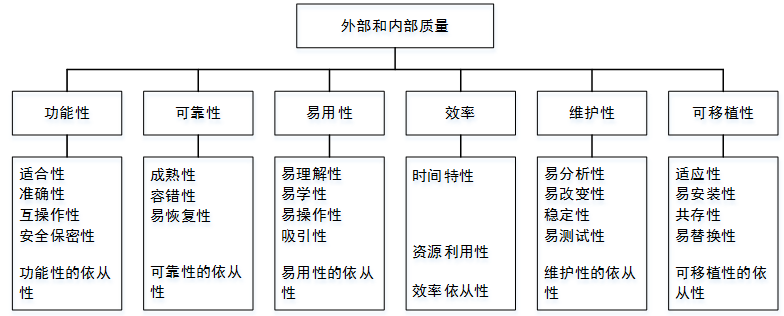 外部和内部质量
功能性
可靠性
易用性
效率
维护性
可移植性
适合性
准确性
互操作性
安全保密性
功能性的依从
性
成熟性
容错性
易恢复性
可靠性的依从
性
易理解性
易学性
易操作性
吸引性
易用性的依从
性
时间特性
资源利用性
效率依从性
易分析性
易改变性
稳定性
易测试性
维护性的依从
性
适应性
易安装性
共存性
易替换性
可移植性的依
从性